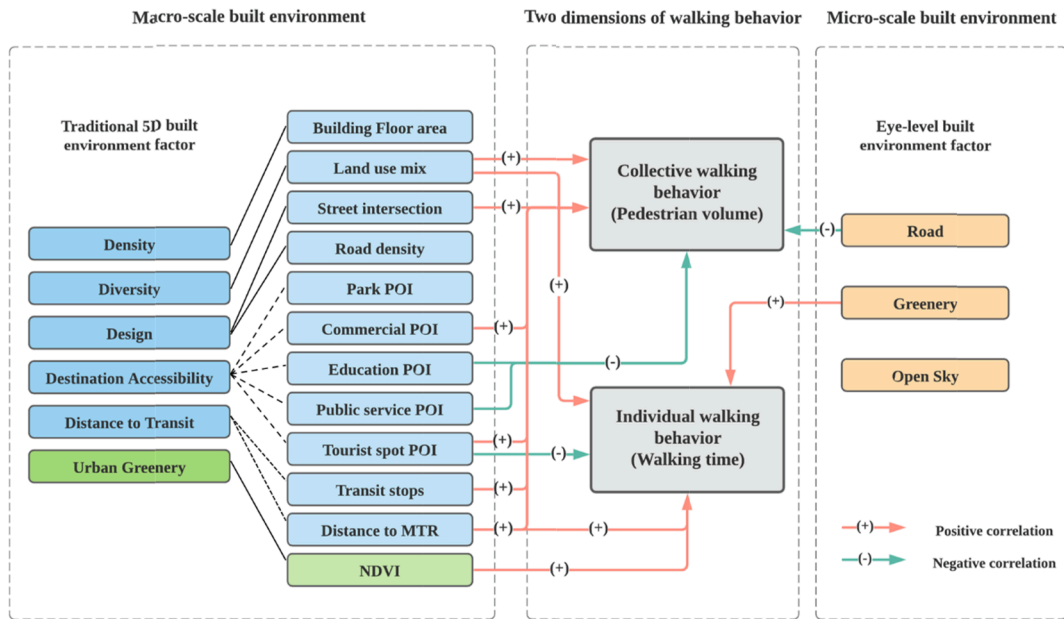 Macro-scale built environment
Two dimensions of walking behavior
Micro-scale built environment
Traditional 5D built
environment factor
Density
Diversity
Design
Destination Accessibility
Distance to Transit
Urban Greenery
Building Floor area
Land use mix
Street intersection
Road density
Park POI
Commercial POI
Education POI
Public service POI
Tourist spot POI
Transit stops
Distance to MTR
NDVI
(+)
(+)
(+)
(+)
(-)
(+)
(-)
(+)
(+)
(+)
(+)
Collective walking
behavior
(Pedestrian volume)
Individual walking
behavior
(Walking time)
(-)
(+)
Eye-level built
environment factor
Road
Greenery
Open Sky
(+)
Positive correlation
(-)
Negative correlation